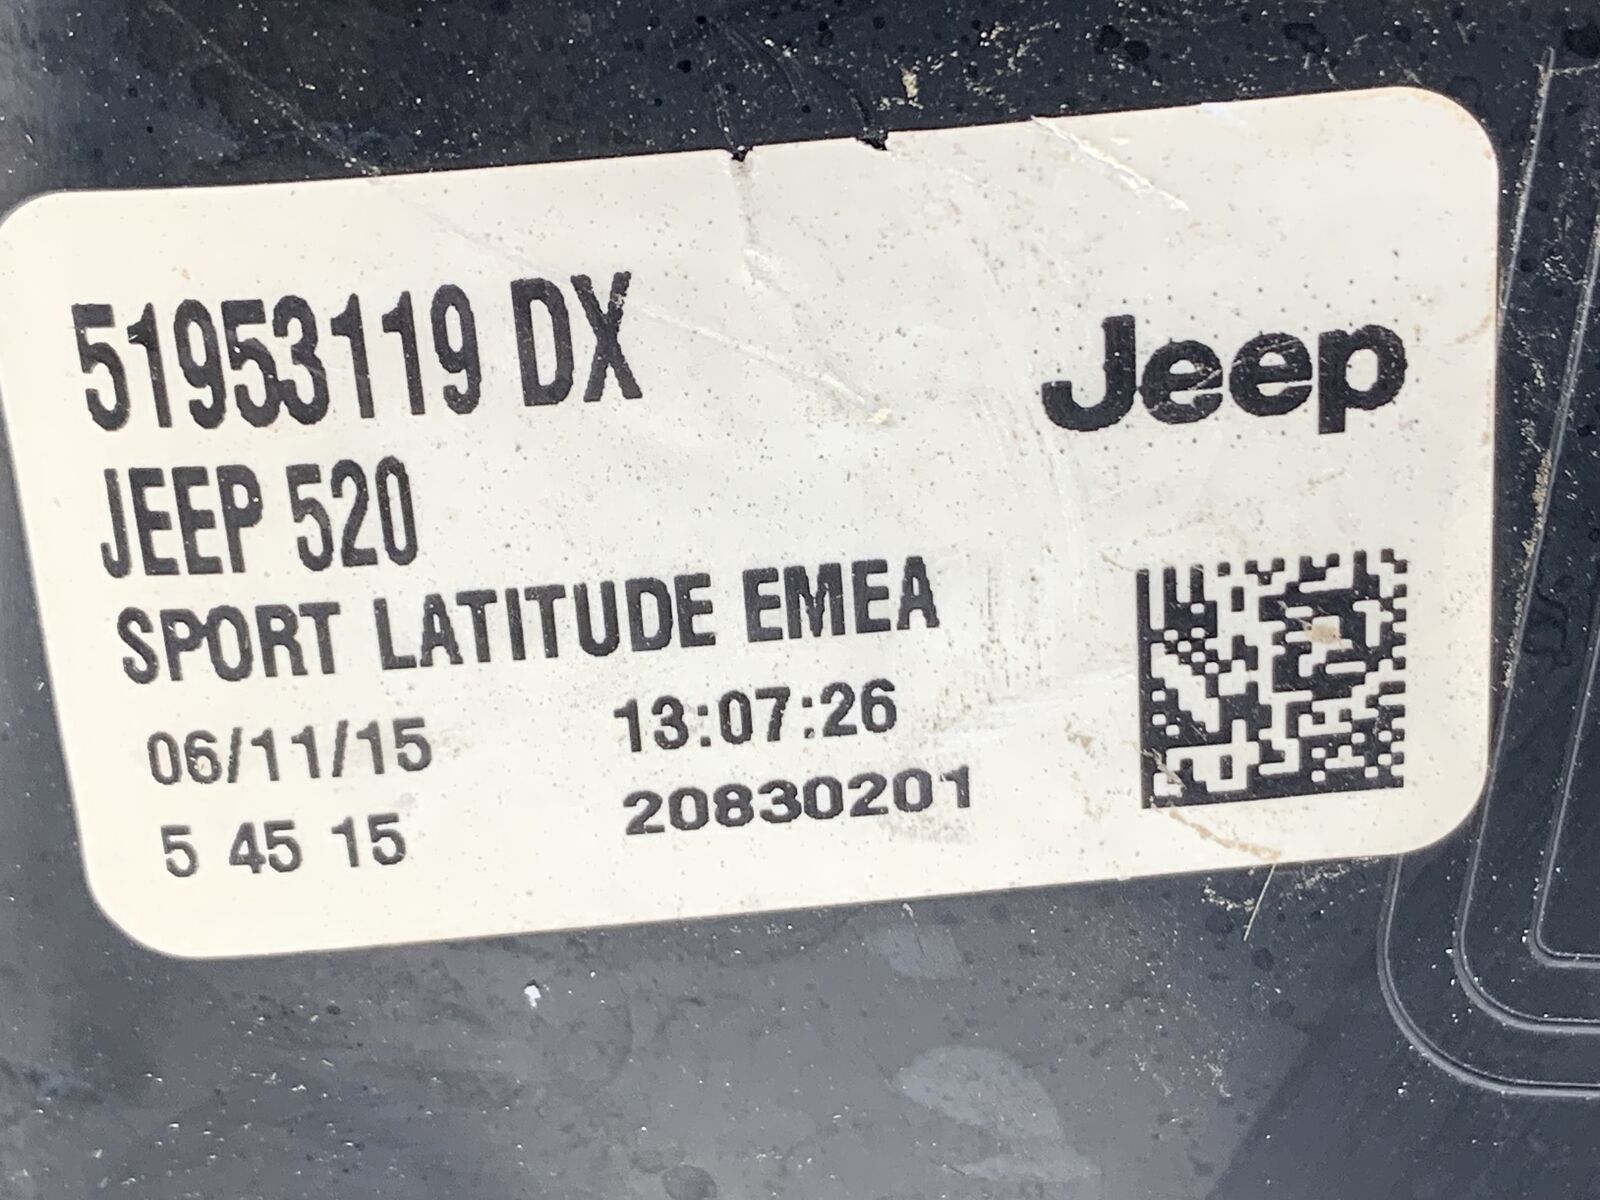 51953119 DX
Jeep
JEEP 520
SPORT LATITUDE EMEA
06/11/15 13:07:26
5 45 15 20830201